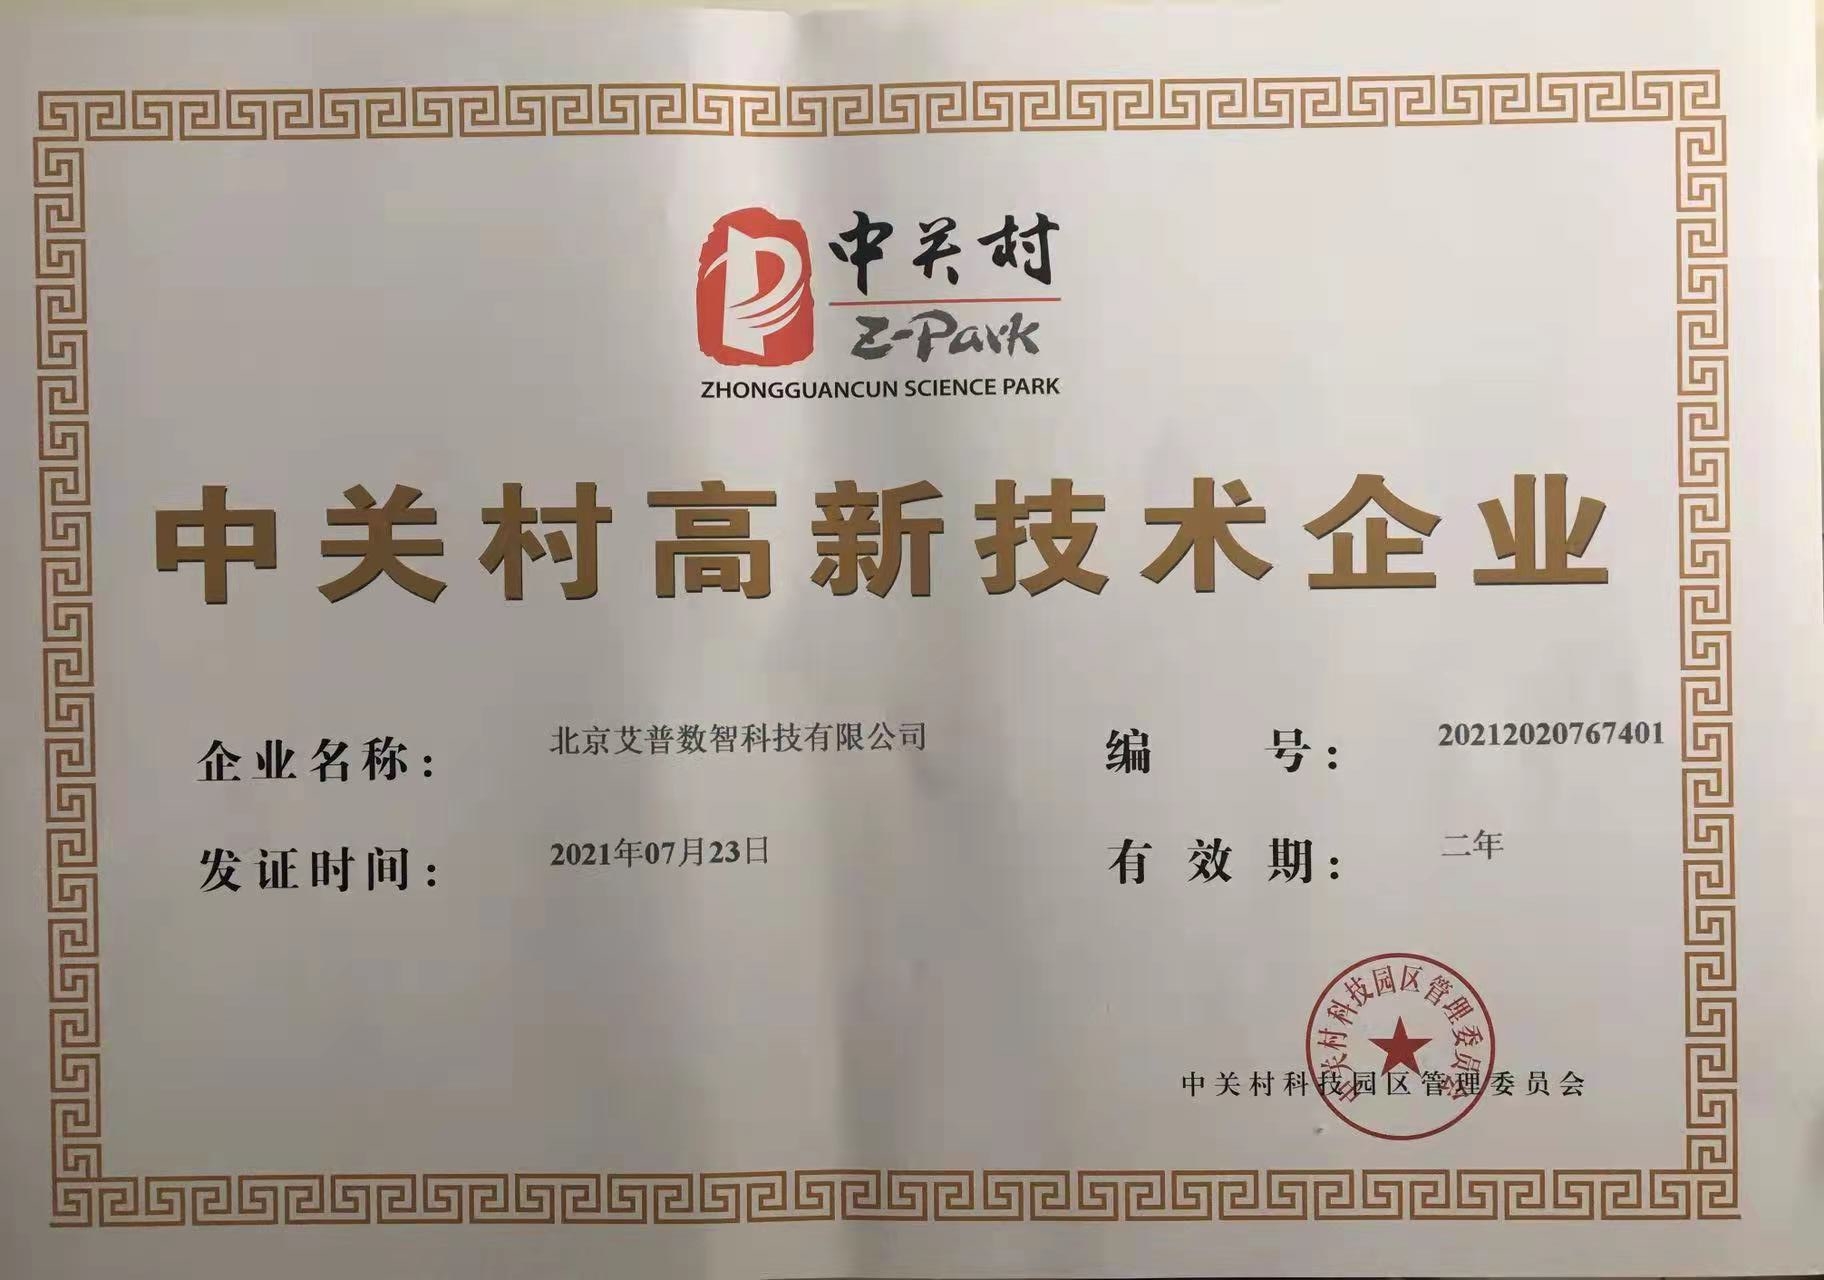 中关村
Z-Park
ZHONGGUANCUN SCIENCE PARK
中关村高新技术企业
企业名称： 北京艾普数智科技有限公司
编 号： 20212020767401
发证时间： 2021年07月23日
有 效 期： 二年
中关村科技园区管理委员会
中关村科技园区管理委员会